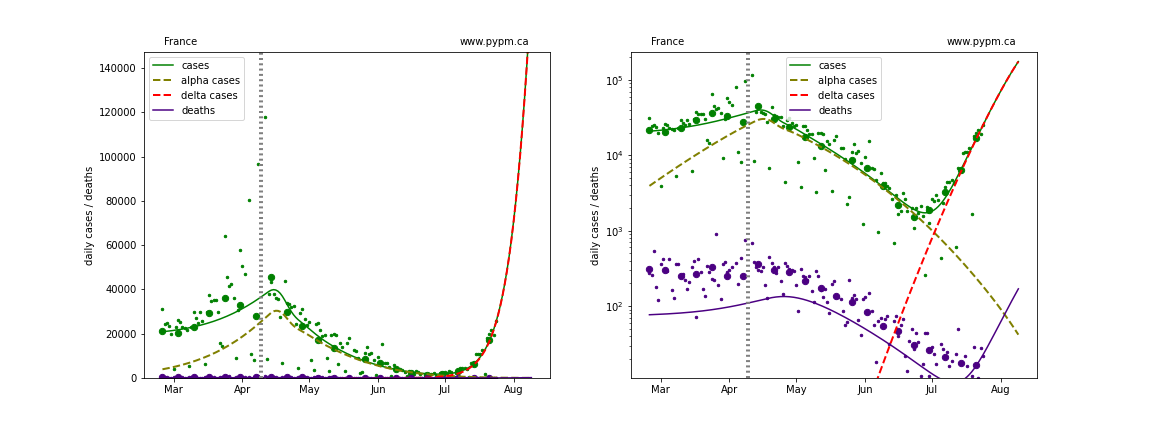 France www.pypm.ca
140000
120000
100000
80000
60000
40000
20000
0
daily cases / deaths
cases
alpha cases
delta cases
deaths
Mar Apr May Jun Jul Aug
France www.pypm.ca
10^5
10^4
10^3
10^2
daily cases / deaths
cases
alpha cases
delta cases
deaths
Mar Apr May Jun Jul Aug